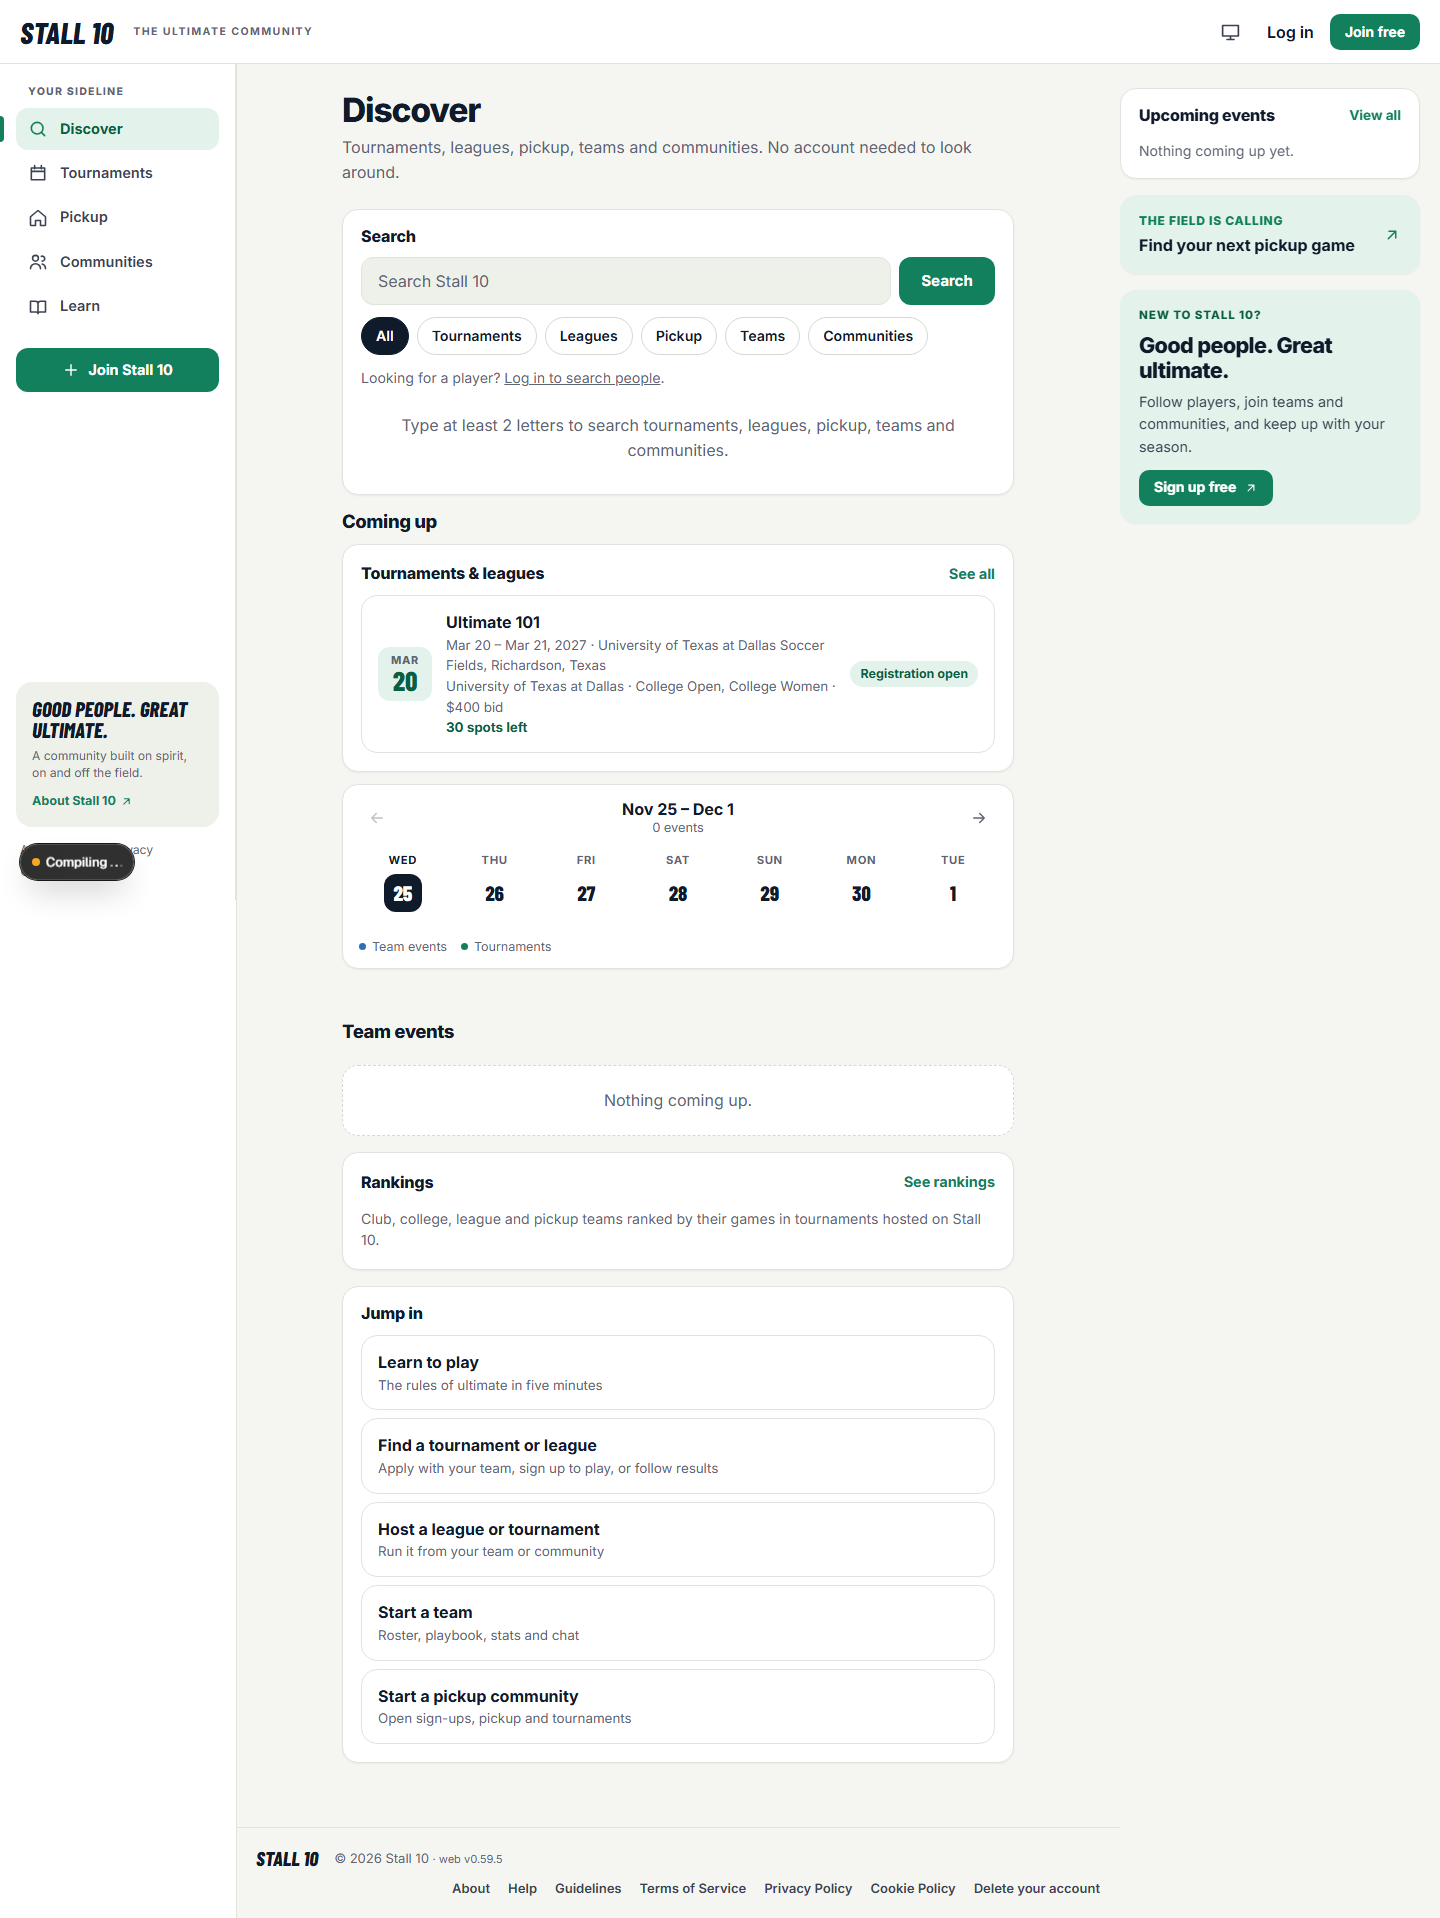 STALL 10
THE ULTIMATE COMMUNITY
Log in
Join free
YOUR SIDELINE
Discover
Tournaments
Pickup
Communities
Learn
Join Stall 10
GOOD PEOPLE. GREAT
ULTIMATE.
A community built on spirit,
on and off the field.
About Stall 10
Compiling ...
Discover
Tournaments, leagues, pickup, teams and communities. No account needed to look
around.
Search
Search Stall 10
Search
All
Tournaments
Leagues
Pickup
Teams
Communities
Looking for a player? Log in to search people.
Type at least 2 letters to search tournaments, leagues, pickup, teams and
communities.
Coming up
Tournaments & leagues
See all
MAR
20
Ultimate 101
Mar 20 – Mar 21, 2027 · University of Texas at Dallas Soccer
Fields, Richardson, Texas
University of Texas at Dallas · College Open, College Women ·
$400 bid
30 spots left
Registration open
Nov 25 – Dec 1
0 events
WED THU FRI SAT SUN MON TUE
25 26 27 28 29 30 1
Team events
Tournaments
Team events
Nothing coming up.
Rankings
See rankings
Club, college, league and pickup teams ranked by their games in tournaments hosted on Stall
10.
Jump in
Learn to play
The rules of ultimate in five minutes
Find a tournament or league
Apply with your team, sign up to play, or follow results
Host a league or tournament
Run it from your team or community
Start a team
Roster, playbook, stats and chat
Start a pickup community
Open sign-ups, pickup and tournaments
Upcoming events
View all
Nothing coming up yet.
THE FIELD IS CALLING
Find your next pickup game
NEW TO STALL 10?
Good people. Great
ultimate.
Follow players, join teams and
communities, and keep up with your
season.
Sign up free
STALL 10
© 2026 Stall 10 · web v0.59.5
About Help Guidelines Terms of Service Privacy Policy Cookie Policy Delete your account